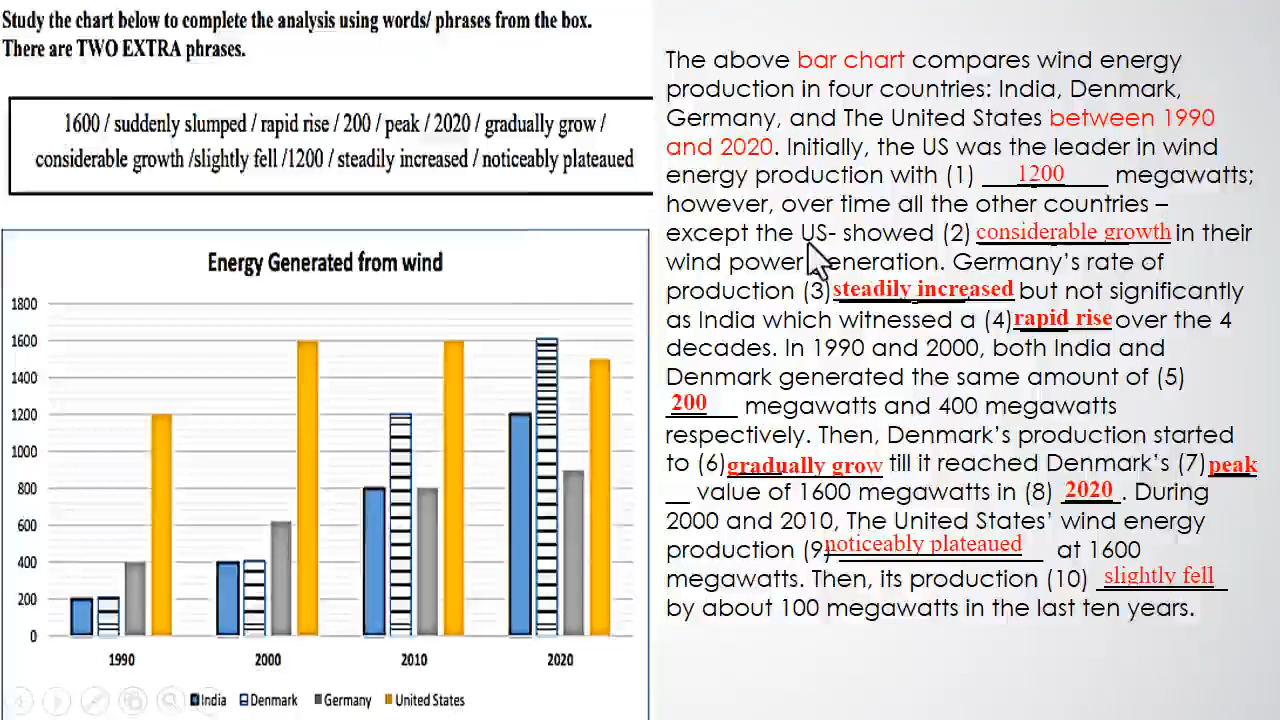 Study the chart below to complete the analysis using words/ phrases from the box.
There are TWO EXTRA phrases.
1600 / suddenly slumped / rapid rise / 200 / peak / 2020 / gradually grow /
considerable growth /slightly fell /1200 / steadily increased / noticeably plateaued
Energy Generated from wind
1800
1600
1400
1200
1000
800
600
400
200
0
1990 2000 2010 2020
India Denmark Germany United States
The above bar chart compares wind energy
production in four countries: India, Denmark,
Germany, and The United States between 1990
and 2020. Initially, the US was the leader in wind
energy production with (1) ___1200___ megawatts;
however, over time all the other countries –
except the US- showed (2) considerable growth in their
wind power eneration. Germany’s rate of
production (3)steadily increased but not significantly
as India which witnessed a (4)rapid rise over the 4
decades. In 1990 and 2000, both India and
Denmark generated the same amount of (5)
200___ megawatts and 400 megawatts
respectively. Then, Denmark’s production started
to (6)gradually grow till it reached Denmark’s (7)peak
__ value of 1600 megawatts in (8) 2020 . During
2000 and 2010, The United States’ wind energy
production (9)noticeably plateaued__ at 1600
megawatts. Then, its production (10) slightly fell_
by about 100 megawatts in the last ten years.